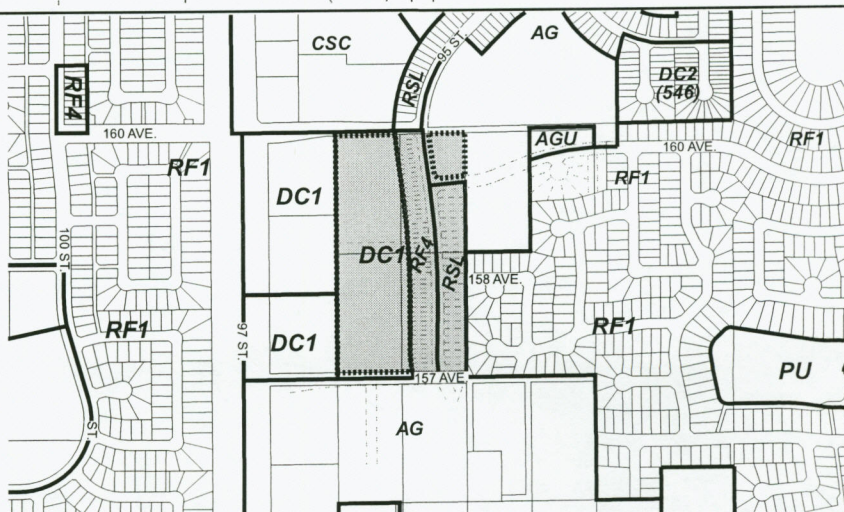 CSC
AG
95 ST.
RSL
DC2
(546)
RF4
160 AVE.
AGU
160 AVE.
RF1
RF1
RF1
DC1
DC1
RF4
RSL
100 ST.
158 AVE.
97 ST.
DC1
RF1
RF1
PU
157 AVE
AG
ST.